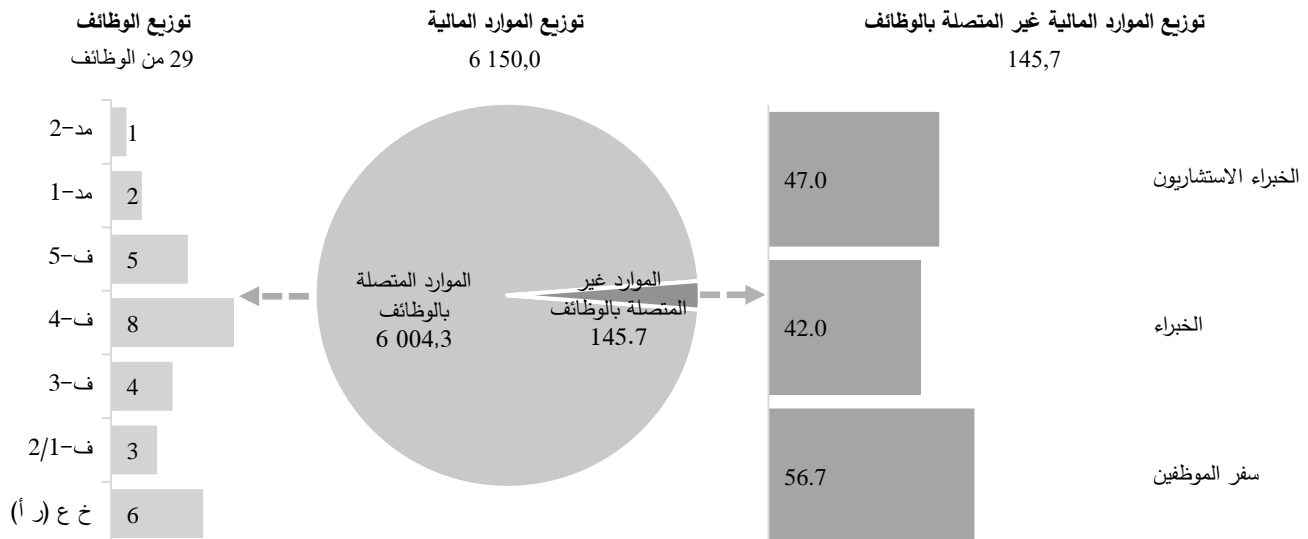 توزيع الموارد المالية غير المتصلة بالوظائف
145,7
الخبراء الاستشاريون
47.0
الخبراء
42.0
سفر الموظفين
56.7
توزيع الموارد المالية
6 150,0
الموارد غير
المتصلة بالوظائف
145.7
الموارد المتصلة
بالوظائف
6 004,3
توزيع الوظائف
29 من الوظائف
مد-2
1
مد-1
2
ف-5
5
ف-4
8
ف-3
4
ف-2/1
3
خ ع (ر أ)
6